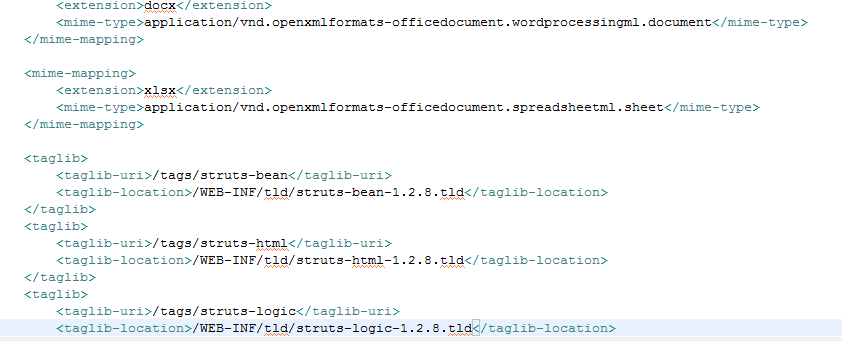 <extension>docx</extension>
<mime-type>application/vnd.openxmlformats-officedocument.wordprocessingml.document</mime-type>
</mime-mapping>
<mime-mapping>
<extension>xlsx</extension>
<mime-type>application/vnd.openxmlformats-officedocument.spreadsheetml.sheet</mime-type>
</mime-mapping>
<taglib>
<taglib-uri>/tags/struts-bean</taglib-uri>
<taglib-location>/WEB-INF/tld/struts-bean-1.2.8.tld</taglib-location>
</taglib>
<taglib>
<taglib-uri>/tags/struts-html</taglib-uri>
<taglib-location>/WEB-INF/tld/struts-html-1.2.8.tld</taglib-location>
</taglib>
<taglib>
<taglib-uri>/tags/struts-logic</taglib-uri>
<taglib-location>/WEB-INF/tld/struts-logic-1.2.8.tld</taglib-location>